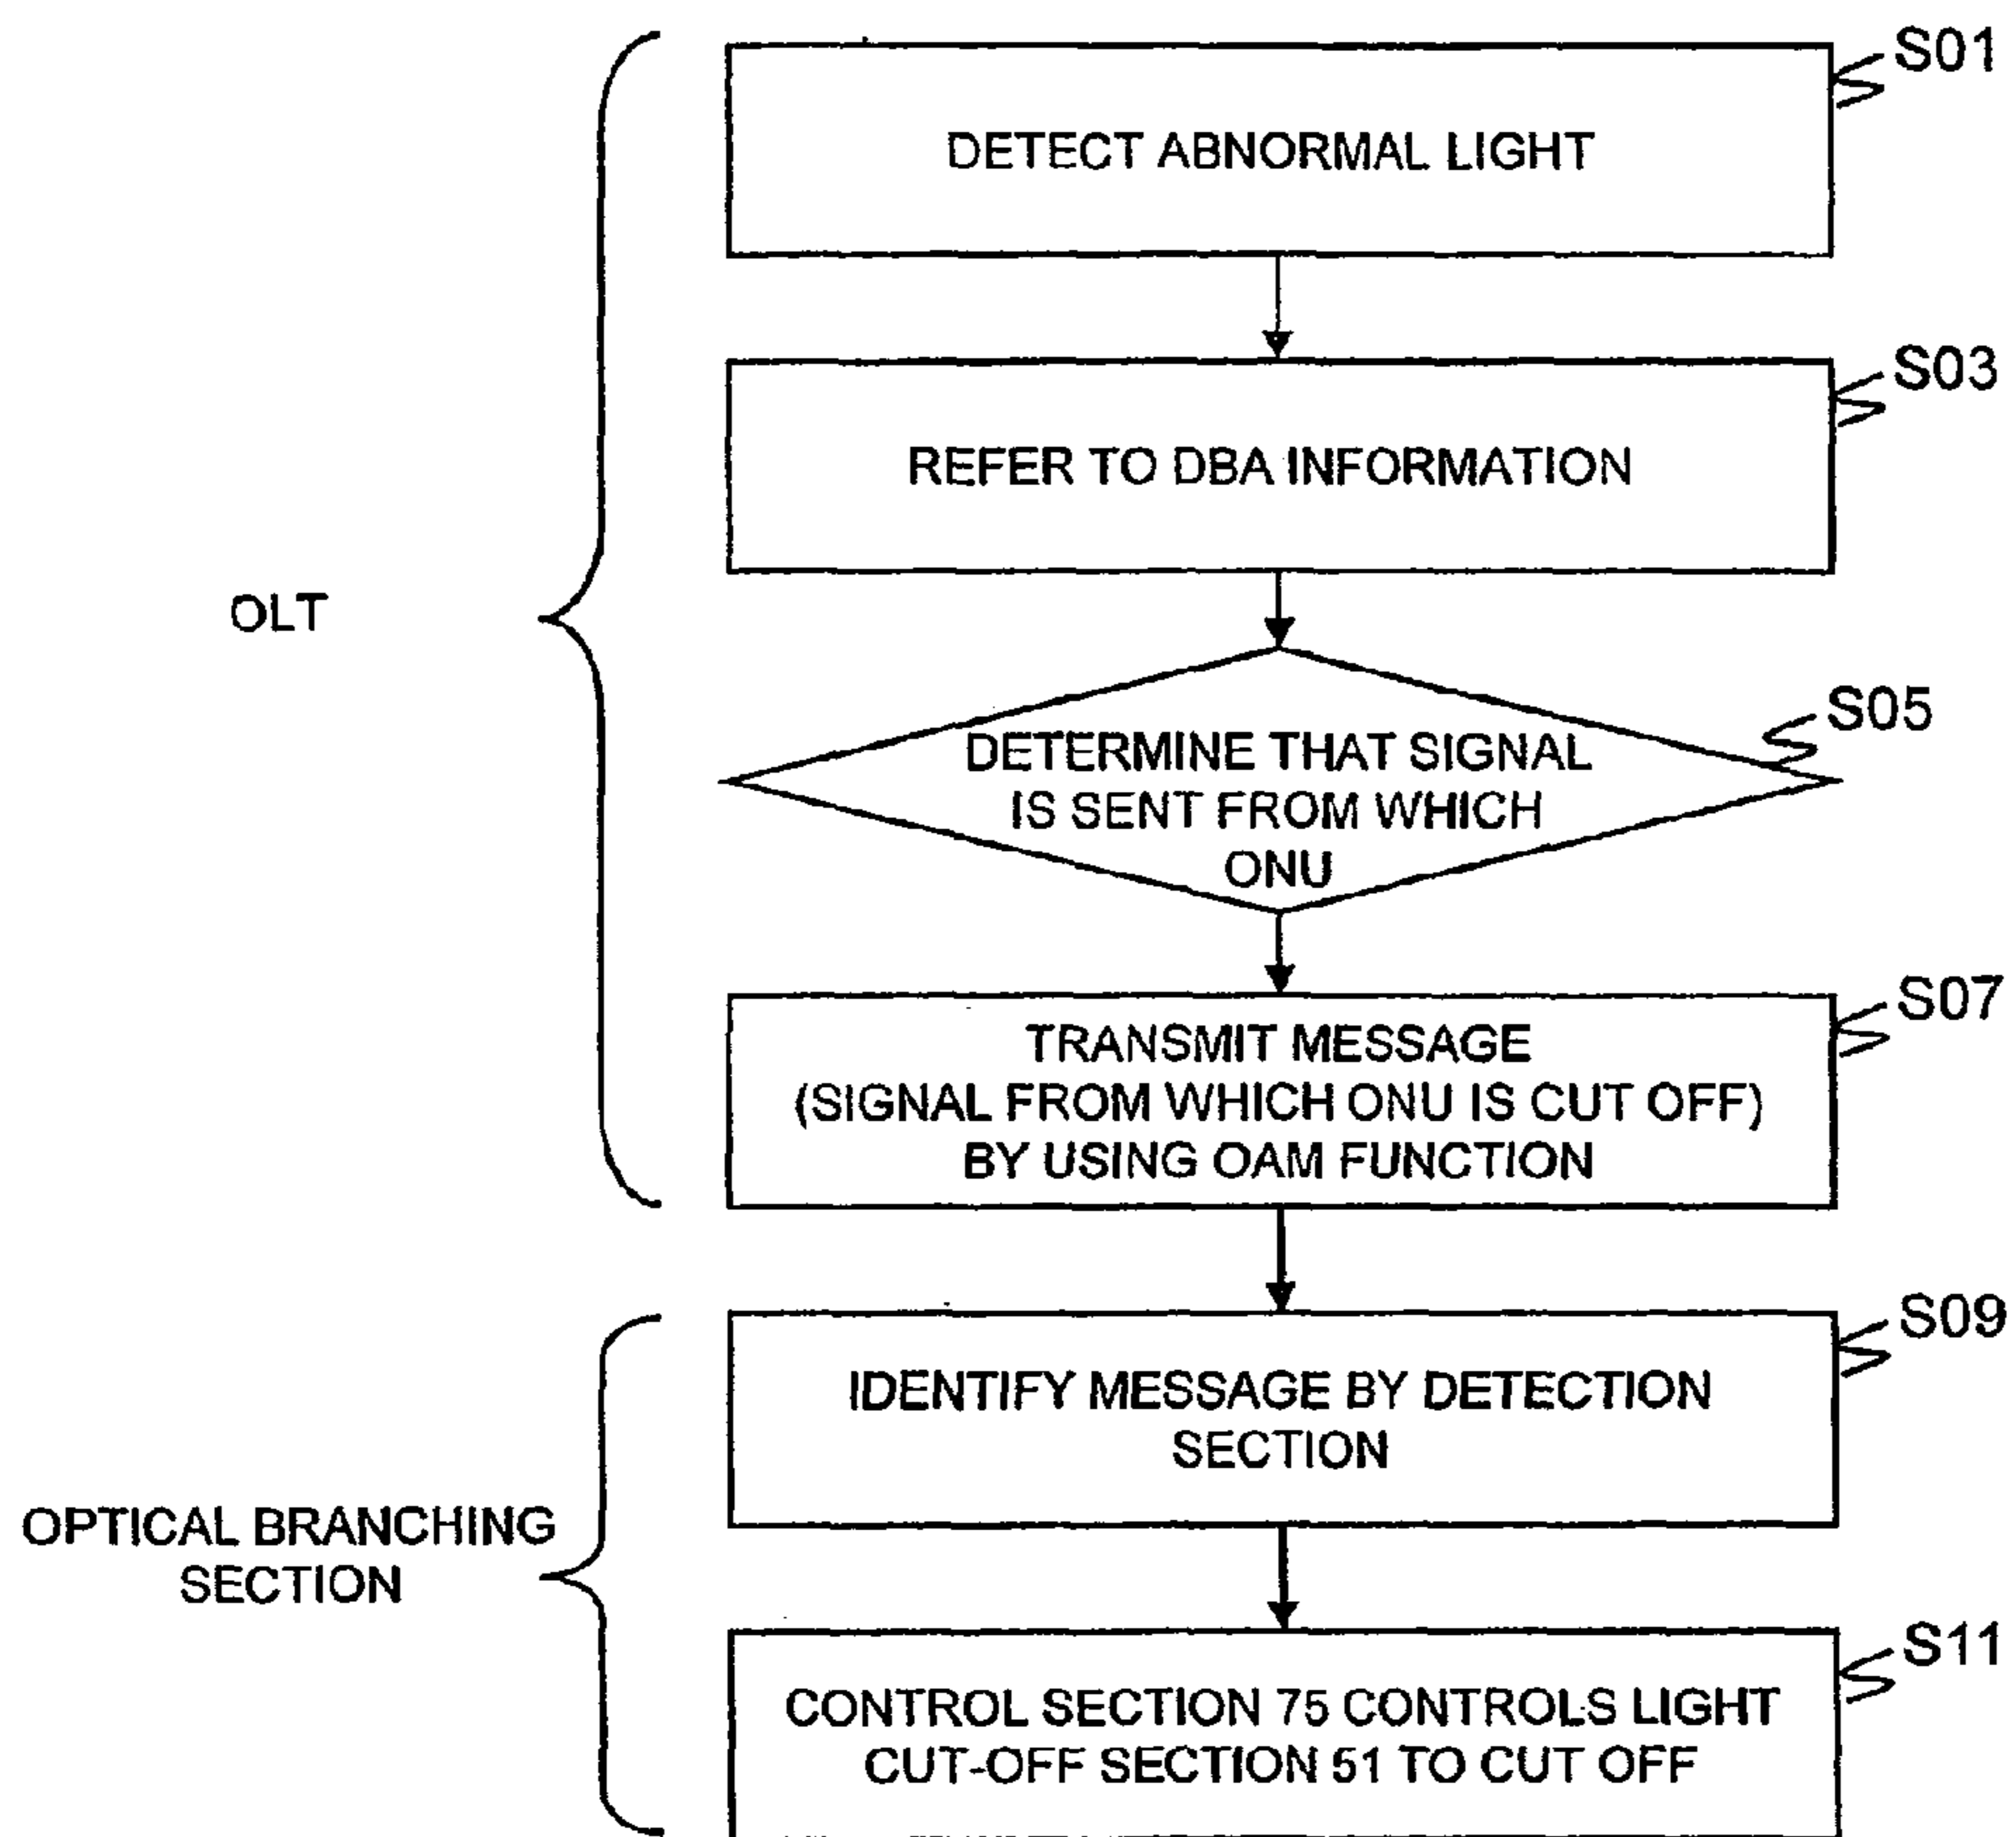 S01
DETECT ABNORMAL LIGHT
S03
REFER TO DBA INFORMATION
OLT
S05
DETERMINE THAT SIGNAL
IS SENT FROM WHICH
ONU
S07
TRANSMIT MESSAGE
(SIGNAL FROM WHICH ONU IS CUT OFF)
BY USING OAM FUNCTION
S09
IDENTIFY MESSAGE BY DETECTION
SECTION
OPTICAL BRANCHING
SECTION
S11
CONTROL SECTION 75 CONTROLS LIGHT
CUT-OFF SECTION 51 TO CUT OFF